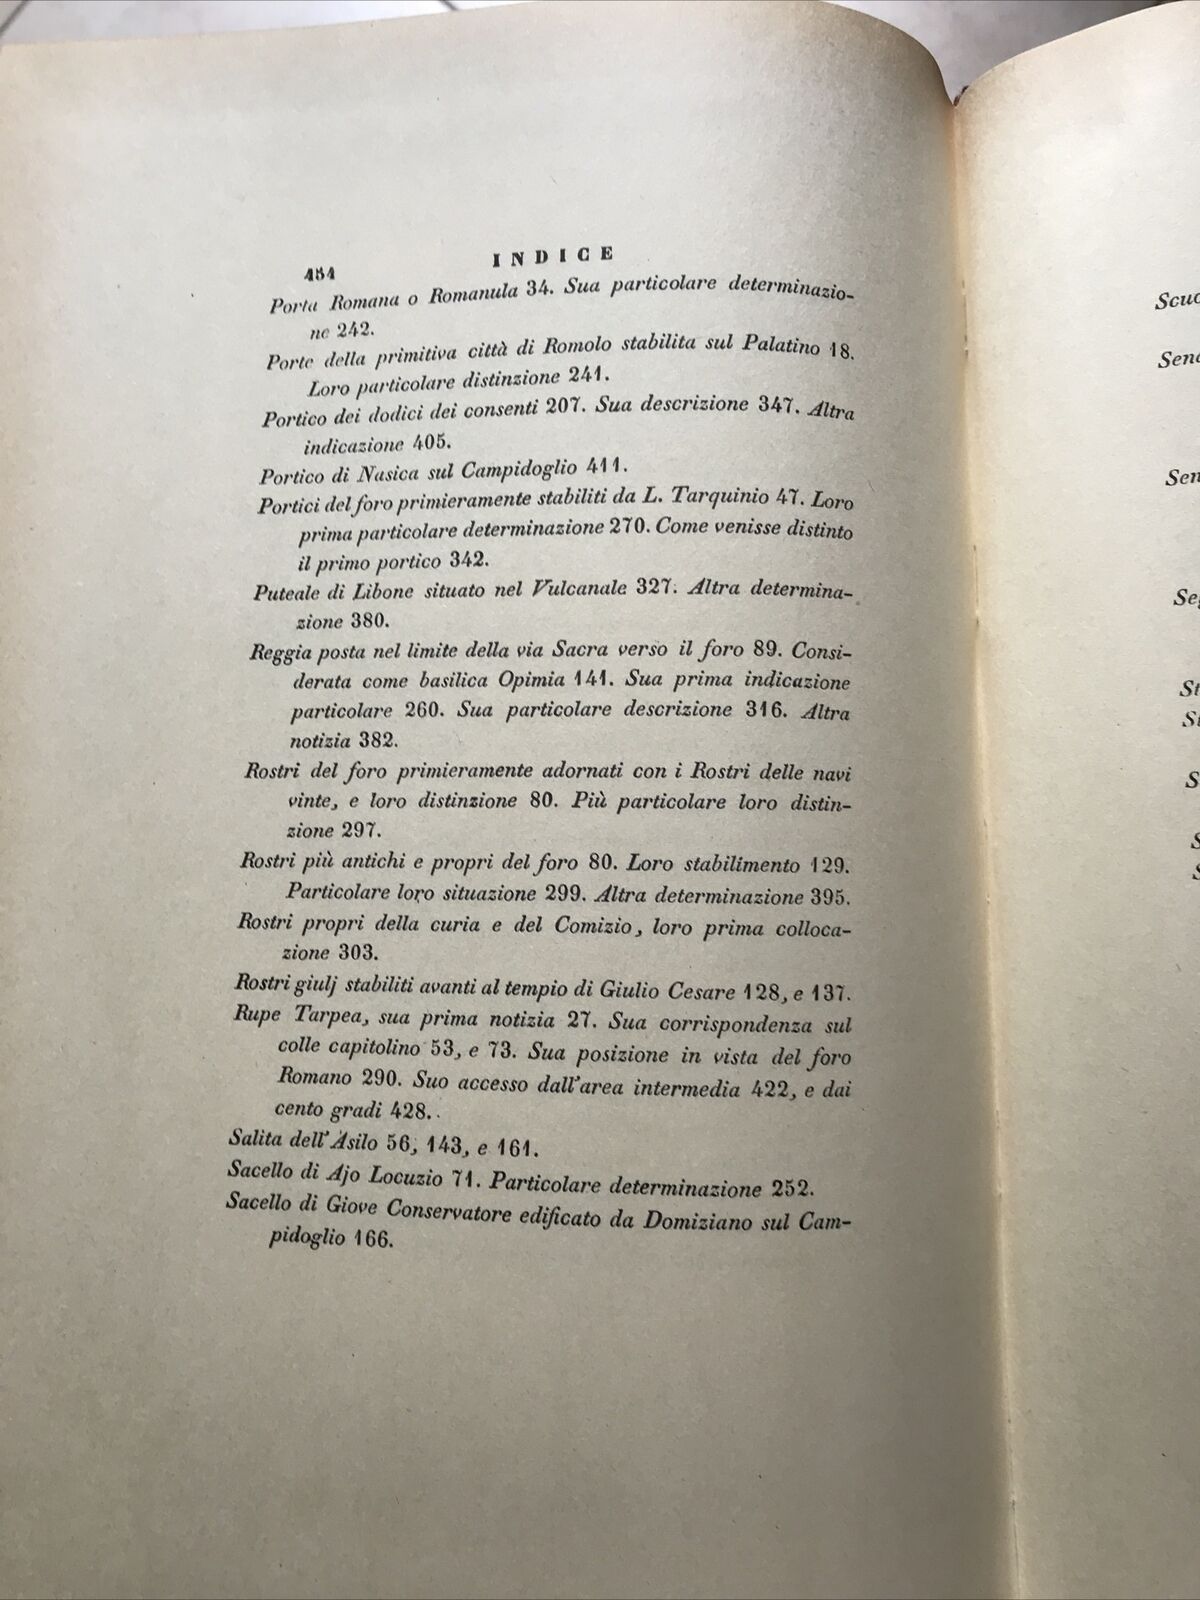 454 INDICE
Porta Romana o Romanula 34. Sua particolare determinazio-
ne 242.
Porte della primitiva città di Romolo stabilita sul Palatino 18.
Loro particolare distinzione 241.
Portico dei dodici dei consenti 207. Sua descrizione 347. Altra
indicazione 405.
Portico di Nasica sul Campidoglio 411.
Portici del foro primieramente stabiliti da L. Tarquinio 47. Loro
prima particolare determinazione 270. Come venisse distinto
il primo portico 342.
Puteale di Libone situato nel Vulcanale 327. Altra determina-
zione 380.
Reggia posta nel limite della via Sacra verso il foro 89. Consi-
derata come basilica Opimia 141. Sua prima indicazione
particolare 260. Sua particolare descrizione 316. Altra
notizia 382.
Rostri del foro primieramente adornati con i Rostri delle navi
vinte, e loro distinzione 80. Più particolare loro distin-
zione 297.
Rostri più antichi e propri del foro 80. Loro stabilimento 129.
Particolare loro situazione 299. Altra determinazione 395.
Rostri propri della curia e del Comizio, loro prima colloca-
zione 303.
Rostri giulj stabiliti avanti al tempio di Giulio Cesare 128, e 137.
Rupe Tarpea, sua prima notizia 27. Sua corrispondenza sul
colle capitolino 53, e 73. Sua posizione in vista del foro
Romano 290. Suo accesso dall'area intermedia 422, e dai
cento gradi 428.
Salita dell'Asilo 56, 143, e 161.
Sacello di Ajo Locuzio 71. Particolare determinazione 252.
Sacello di Giove Conservatore edificato da Domiziano sul Cam-
pidoglio 166.